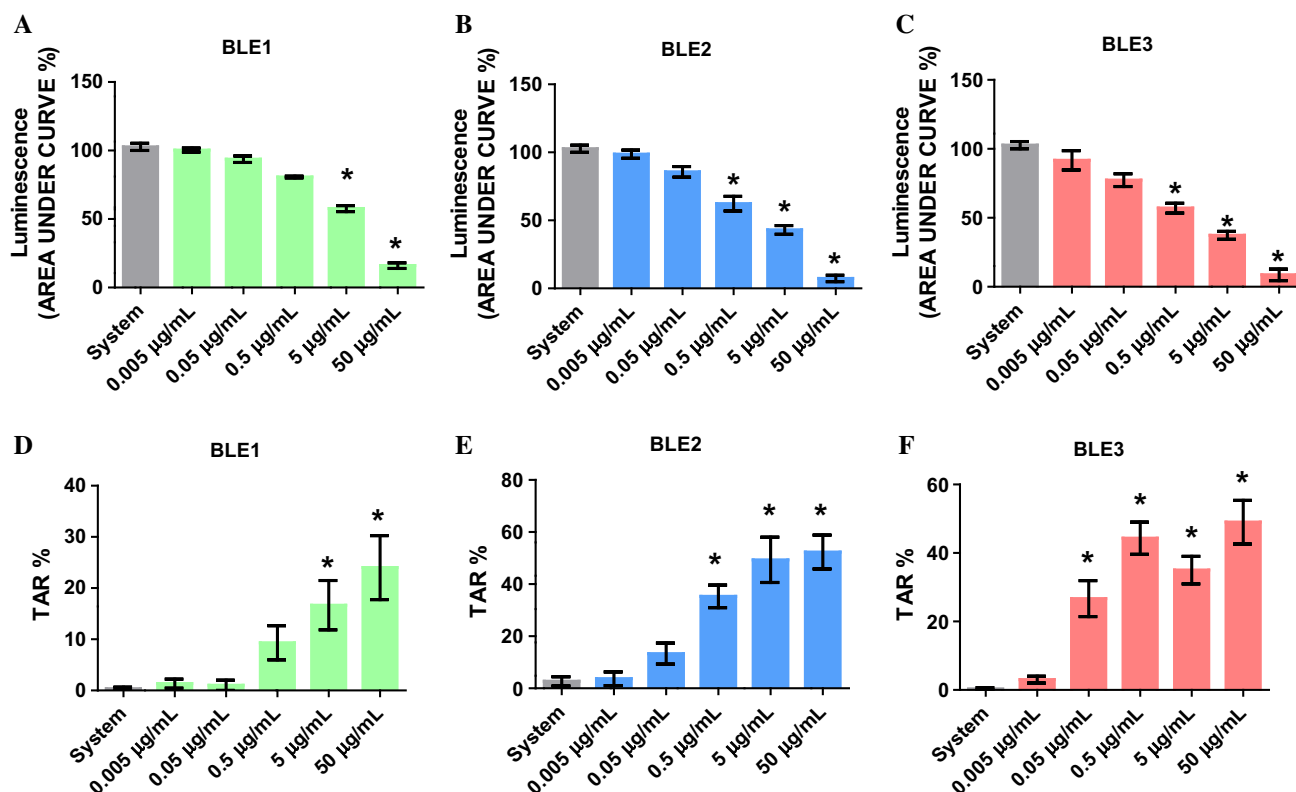 A
BLE1
Luminescence
(AREA UNDER CURVE %)
150
100
50
0
*
*
System
0.005 µg/mL
0.05 µg/mL
0.5 µg/mL
5 µg/mL
50 µg/mL
B
BLE2
Luminescence
(AREA UNDER CURVE %)
150
100
50
0
*
*
*
System
0.005 µg/mL
0.05 µg/mL
0.5 µg/mL
5 µg/mL
50 µg/mL
C
BLE3
Luminescence
(AREA UNDER CURVE %)
150
100
50
0
*
*
*
System
0.005 µg/mL
0.05 µg/mL
0.5 µg/mL
5 µg/mL
50 µg/mL
D
BLE1
TAR %
40
30
20
10
0
*
*
System
0.005 µg/mL
0.05 µg/mL
0.5 µg/mL
5 µg/mL
50 µg/mL
E
BLE2
TAR %
80
60
40
20
0
*
*
*
System
0.005 µg/mL
0.05 µg/mL
0.5 µg/mL
5 µg/mL
50 µg/mL
F
BLE3
TAR %
60
40
20
0
*
*
*
*
System
0.005 µg/mL
0.05 µg/mL
0.5 µg/mL
5 µg/mL
50 µg/mL